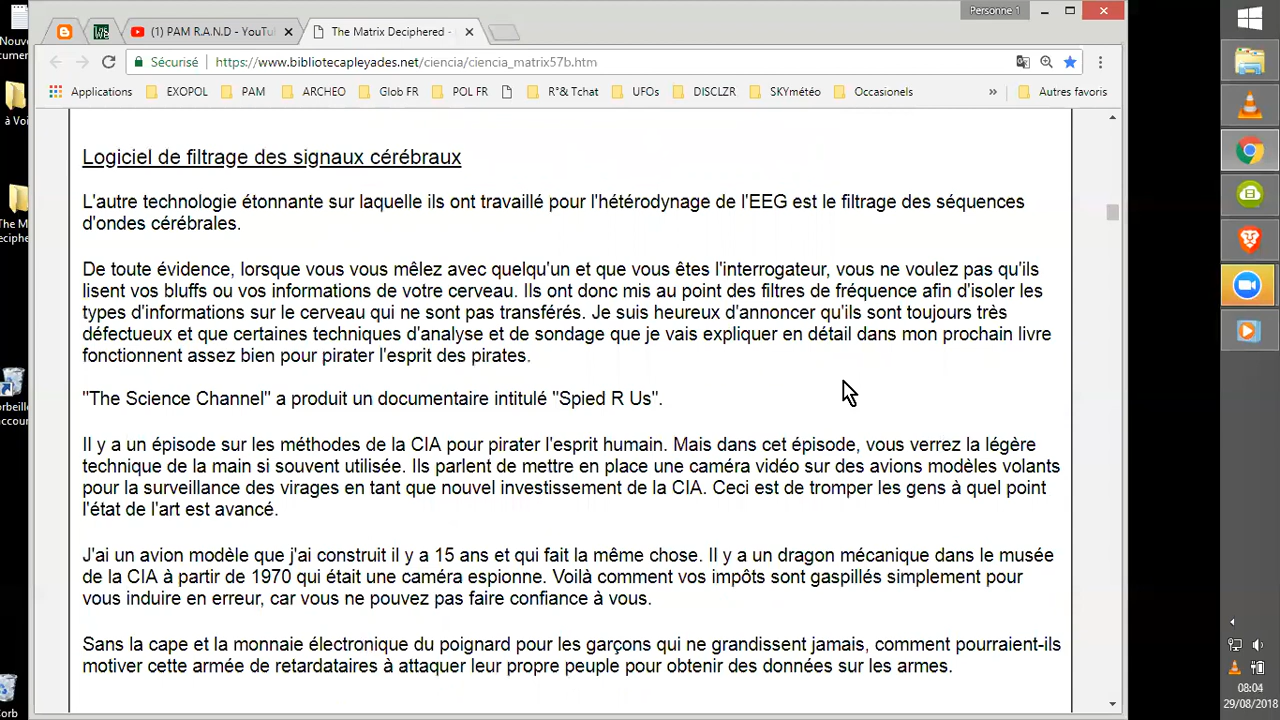 Personne 1
(1) PAM R.A.N.D - YouTu
The Matrix Deciphered -
Sécurisé
https://www.bibliotecapleyades.net/ciencia/ciencia_matrix57b.htm
Applications EXOPOL PAM ARCHEO Glob FR POL FR R°& Tchat UFOs DISCLZR SKYmétéo Occasionels » Autres favoris
Logiciel de filtrage des signaux cérébraux
L'autre technologie étonnante sur laquelle ils ont travaillé pour l'hétérodynage de l'EEG est le filtrage des séquences
d'ondes cérébrales.
De toute évidence, lorsque vous vous mêlez avec quelqu'un et que vous êtes l'interrogateur, vous ne voulez pas qu'ils
lisent vos bluffs ou vos informations de votre cerveau. Ils ont donc mis au point des filtres de fréquence afin d'isoler les
types d'informations sur le cerveau qui ne sont pas transférés. Je suis heureux d'annoncer qu'ils sont toujours très
défectueux et que certaines techniques d'analyse et de sondage que je vais expliquer en détail dans mon prochain livre
fonctionnent assez bien pour pirater l'esprit des pirates.
"The Science Channel" a produit un documentaire intitulé "Spied R Us".
Il y a un épisode sur les méthodes de la CIA pour pirater l'esprit humain. Mais dans cet épisode, vous verrez la légère
technique de la main si souvent utilisée. Ils parlent de mettre en place une caméra vidéo sur des avions modèles volants
pour la surveillance des virages en tant que nouvel investissement de la CIA. Ceci est de tromper les gens à quel point
l'état de l'art est avancé.
J'ai un avion modèle que j'ai construit il y a 15 ans et qui fait la même chose. Il y a un dragon mécanique dans le musée
de la CIA à partir de 1970 qui était une caméra espionne. Voilà comment vos impôts sont gaspillés simplement pour
vous induire en erreur, car vous ne pouvez pas faire confiance à vous.
Sans la cape et la monnaie électronique du poignard pour les garçons qui ne grandissent jamais, comment pourraient-ils
motiver cette armée de retardataires à attaquer leur propre peuple pour obtenir des données sur les armes.
Nouve
cumen
à Voi
The M
eciphe
orbeille
accour
Corb
08:04
29/08/2018